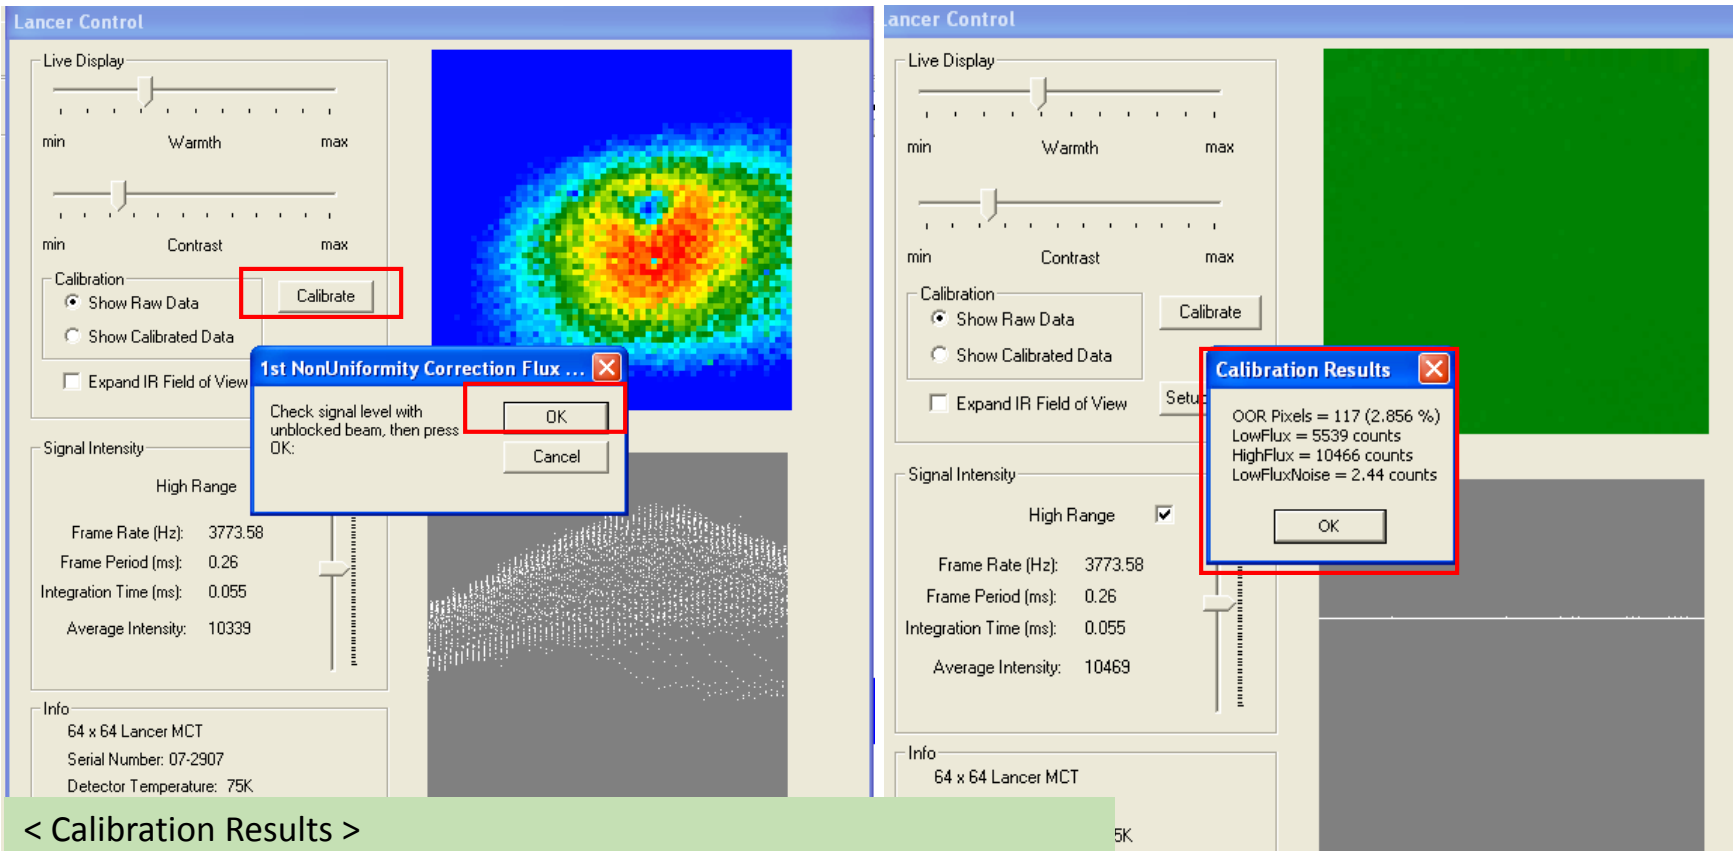 Lancer Control
Live Display
min Warmth max
min Contrast max
Calibration
Show Raw Data
Calibrate
Show Calibrated Data
Expand IR Field of View
1st NonUniformity Correction Flux ...
Check signal level with
unblocked beam, then press
OK:
OK
Cancel
Signal Intensity
High Range
Frame Rate (Hz): 3773.58
Frame Period (ms): 0.26
Integration Time (ms): 0.055
Average Intensity: 10339
Info
64 x 64 Lancer MCT
Serial Number: 07-2907
Detector Temperature: 75K
ancer Control
Live Display
min Warmth max
min Contrast max
Calibration
Show Raw Data
Calibrate
Show Calibrated Data
Expand IR Field of View
Setu
Calibration Results
OOR Pixels = 117 (2.856 %)
LowFlux = 5539 counts
HighFlux = 10466 counts
LowFluxNoise = 2.44 counts
OK
Signal Intensity
High Range
Frame Rate (Hz): 3773.58
Frame Period (ms): 0.26
Integration Time (ms): 0.055
Average Intensity: 10469
Info
64 x 64 Lancer MCT
5K
< Calibration Results >